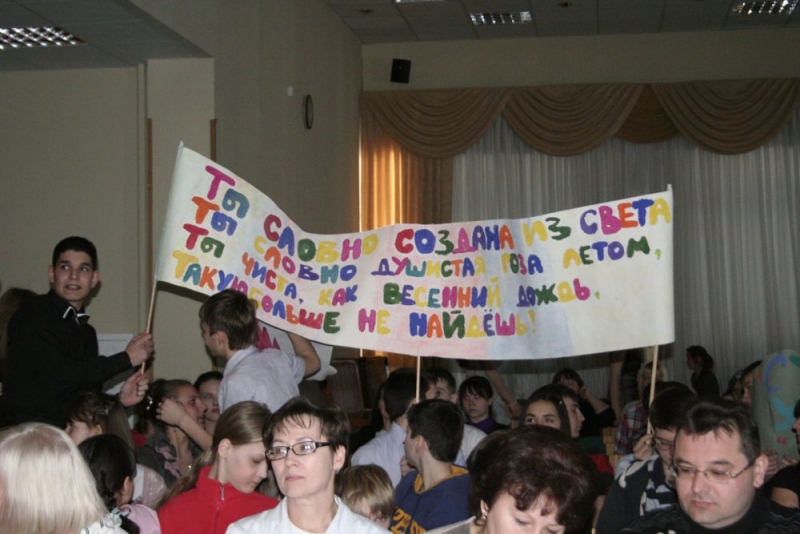 Ты словно создана из света
Ты словно душистая роза летом,
Ты чиста, как весенний дождь,
Такую больше не найдёшь!